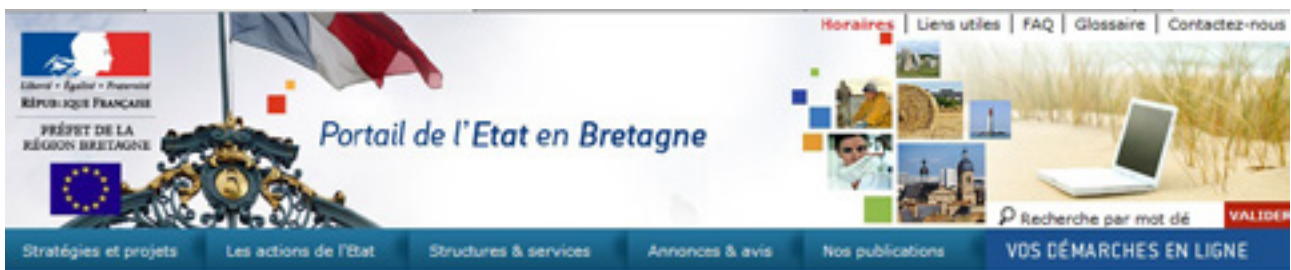 Horaires | Liens utiles | FAQ | Glossaire | Contactez-nous
Liberté • Égalité • Fraternité
RÉPUBLIQUE FRANÇAISE
PRÉFET DE LA
RÉGION BRETAGNE
Portail de l'Etat en Bretagne
Recherche par mot clé
VALIDER
Stratégies et projets
Les actions de l'Etat
Structures & services
Annonces & avis
Nos publications
VOS DÉMARCHES EN LIGNE